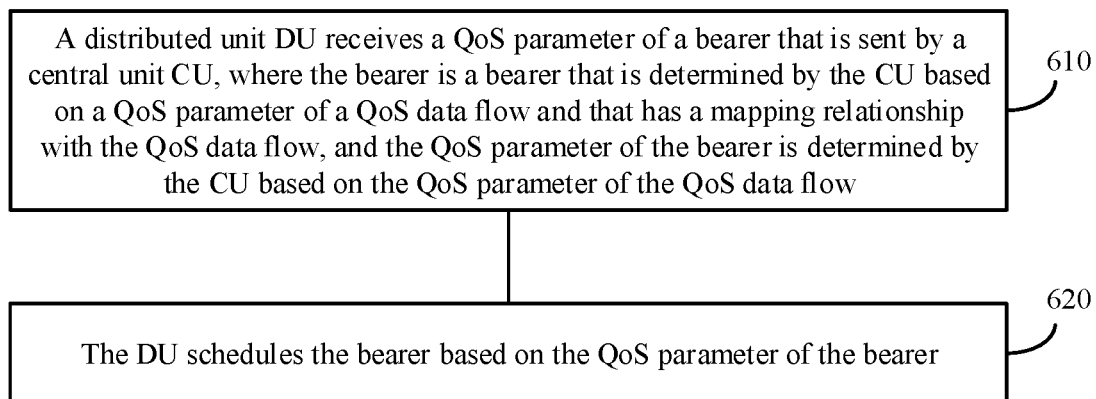 A distributed unit DU receives a QoS parameter of a bearer that is sent by a
central unit CU, where the bearer is a bearer that is determined by the CU based
on a QoS parameter of a QoS data flow and that has a mapping relationship
with the QoS data flow, and the QoS parameter of the bearer is determined by
the CU based on the QoS parameter of the QoS data flow
610
The DU schedules the bearer based on the QoS parameter of the bearer
620